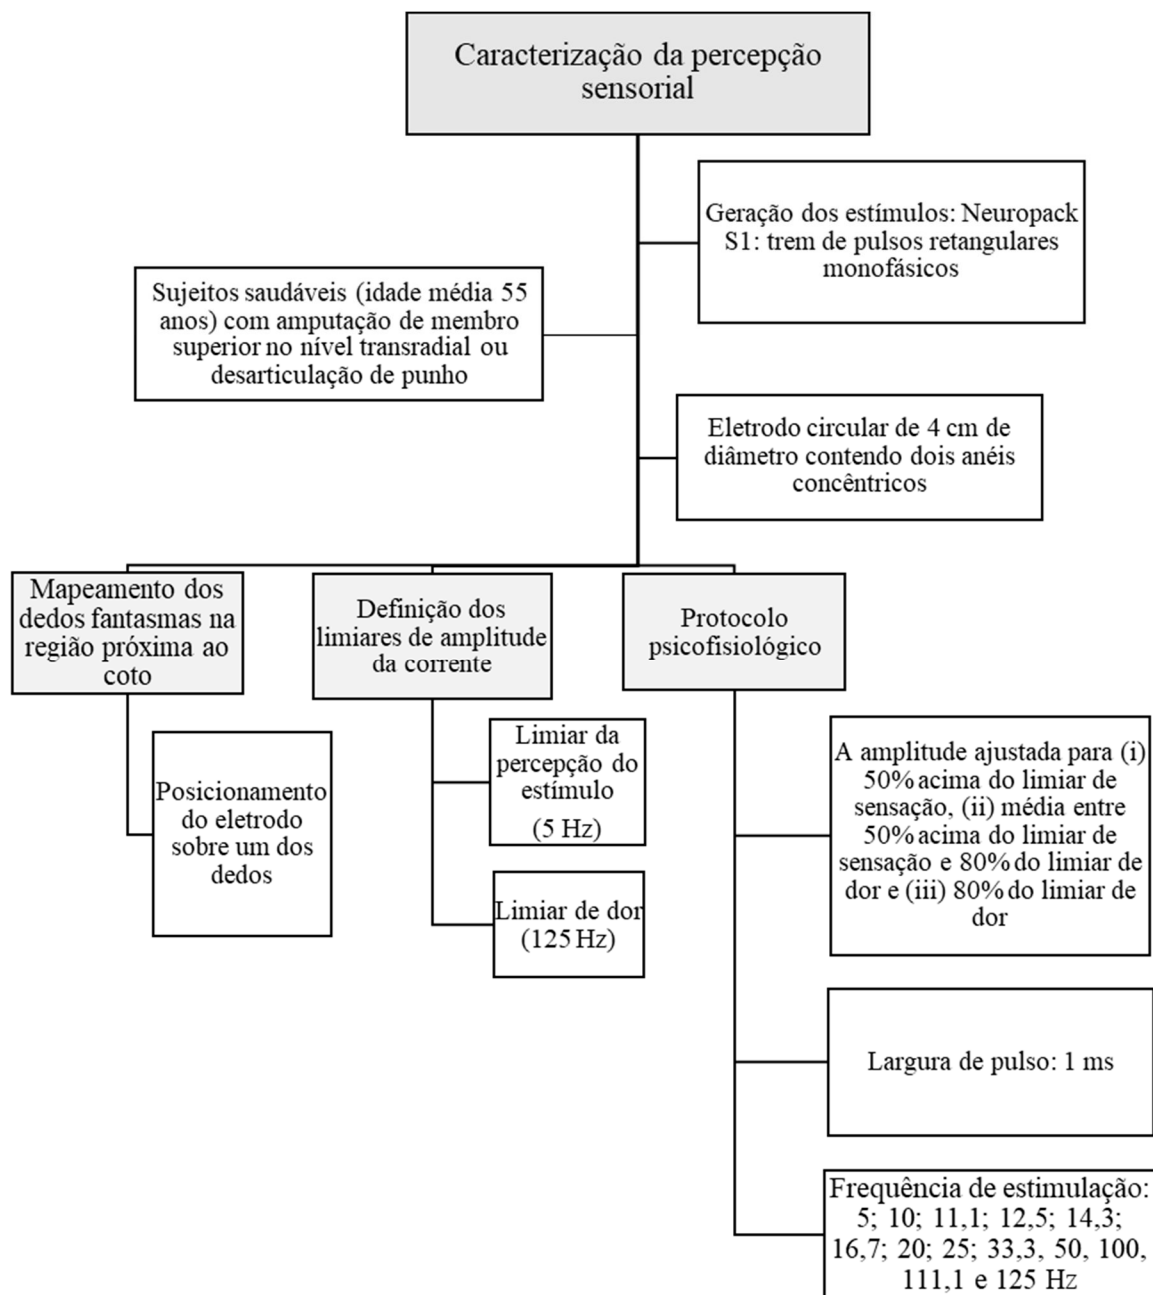 Caracterização da percepção
sensorial
Geração dos estímulos: Neuropack
S1: trem de pulsos retangulares
monofásicos
Sujeitos saudáveis (idade média 55
anos) com amputação de membro
superior no nível transradial ou
desarticulação de punho
Eletrodo circular de 4 cm de
diâmetro contendo dois anéis
concêntricos
Mapeamento dos
dedos fantasmas na
região próxima ao
coto
Posicionamento
do eletrodo
sobre um dos
dedos
Definição dos
limiares de amplitude
da corrente
Limiar da
percepção do
estímulo
(5 Hz)
Limiar de dor
(125 Hz)
Protocolo
psicofisiológico
A amplitude ajustada para (i)
50% acima do limiar de
sensação, (ii) média entre
50% acima do limiar de
sensação e 80% do limiar de
dor e (iii) 80% do limiar de
dor
Largura de pulso: 1 ms
Frequência de estimulação:
5; 10; 11,1; 12,5; 14,3;
16,7; 20; 25; 33,3, 50, 100,
111,1 e 125 Hz